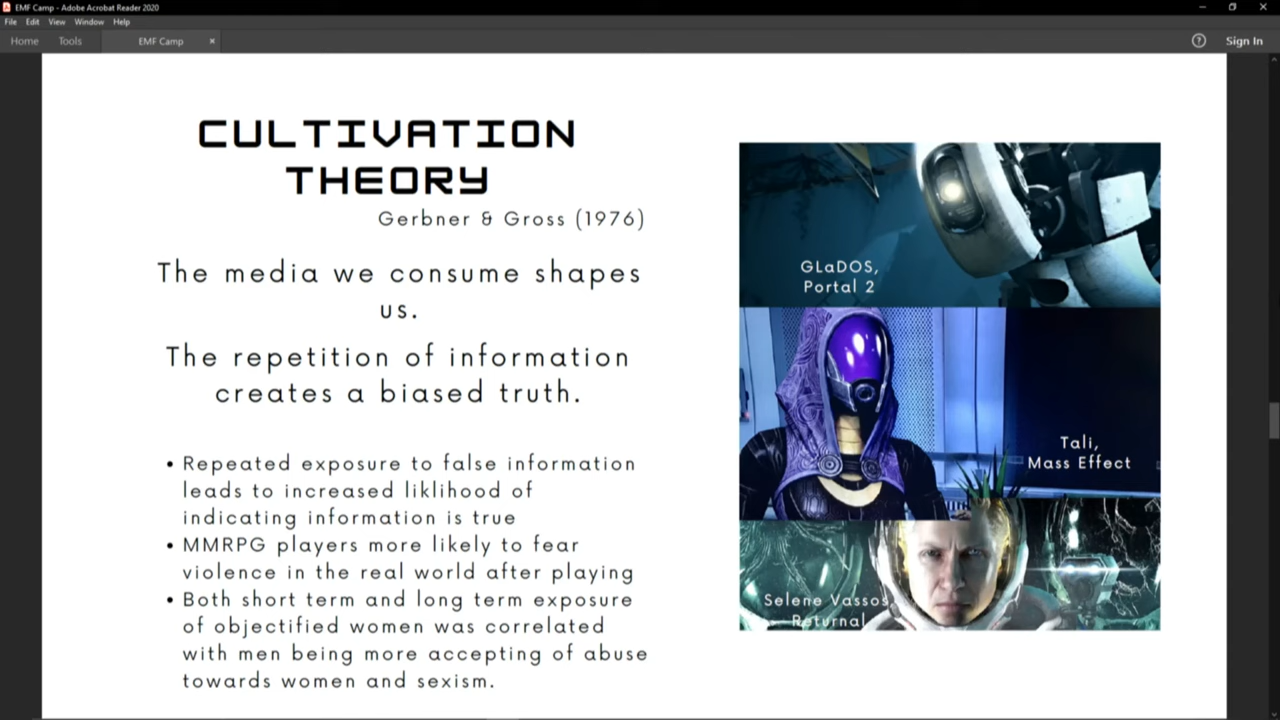 EMF Camp - Adobe Acrobat Reader 2020
File Edit View Window Help
Home Tools EMF Camp × ? Sign In
CULTIVATION
THEORY
Gerbner & Gross (1976)
The media we consume shapes
us.
The repetition of information
creates a biased truth.
• Repeated exposure to false information
leads to increased liklihood of
indicating information is true
• MMRPG players more likely to fear
violence in the real world after playing
• Both short term and long term exposure
of objectified women was correlated
with men being more accepting of abuse
towards women and sexism.
GLaDOS,
Portal 2
Tali,
Mass Effect
Selene Vassos
Returnal